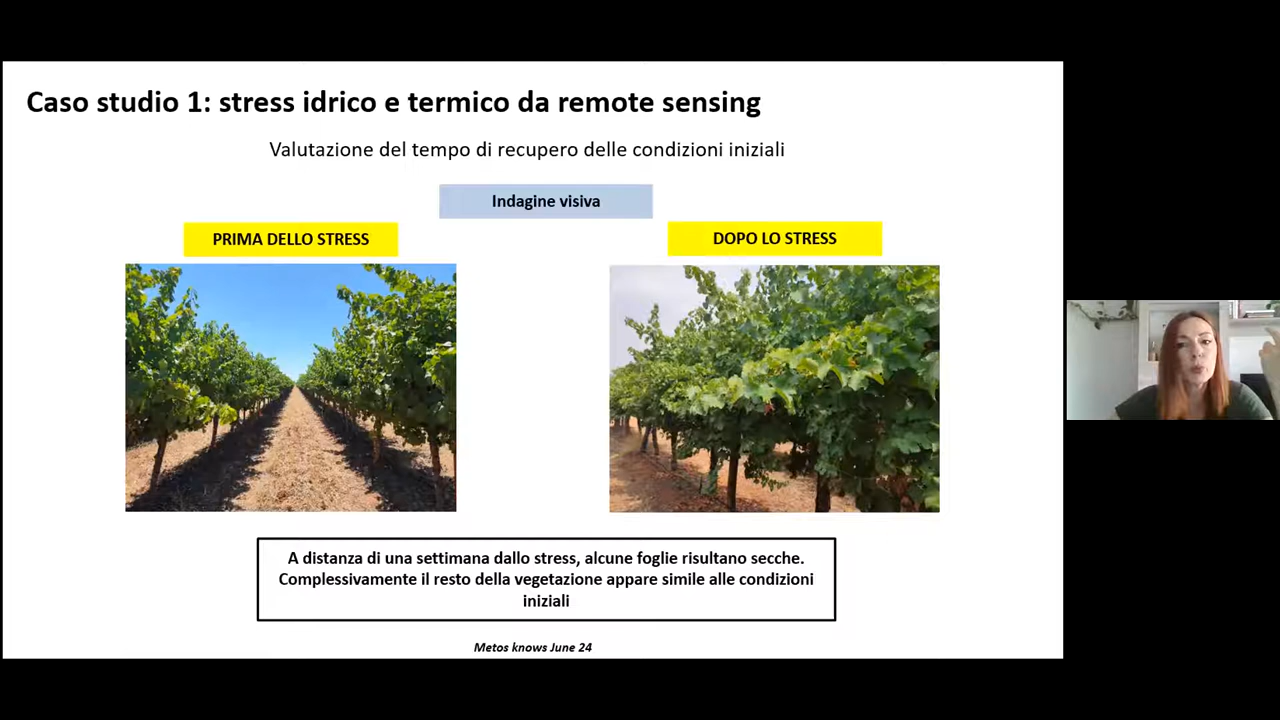 Caso studio 1: stress idrico e termico da remote sensing
Valutazione del tempo di recupero delle condizioni iniziali
Indagine visiva
PRIMA DELLO STRESS
DOPO LO STRESS
A distanza di una settimana dallo stress, alcune foglie risultano secche.
Complessivamente il resto della vegetazione appare simile alle condizioni
iniziali
Metos knows June 24